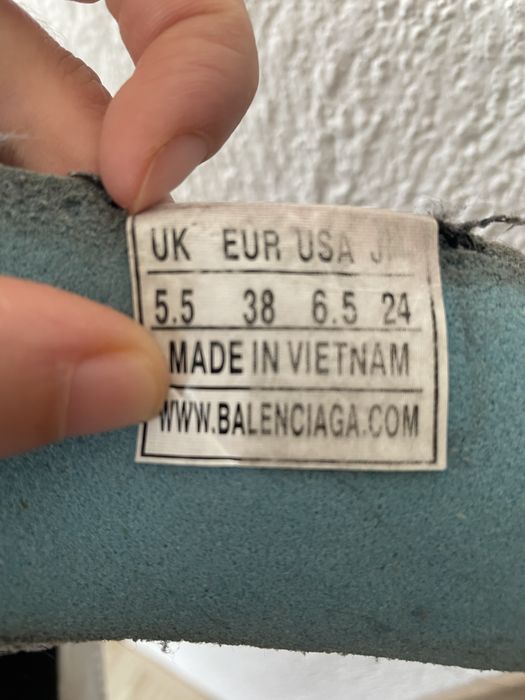 UK EUR USA
5.5 38 6.5 24
MADE IN VIETNAM
WWW.BALENCIAGA.COM